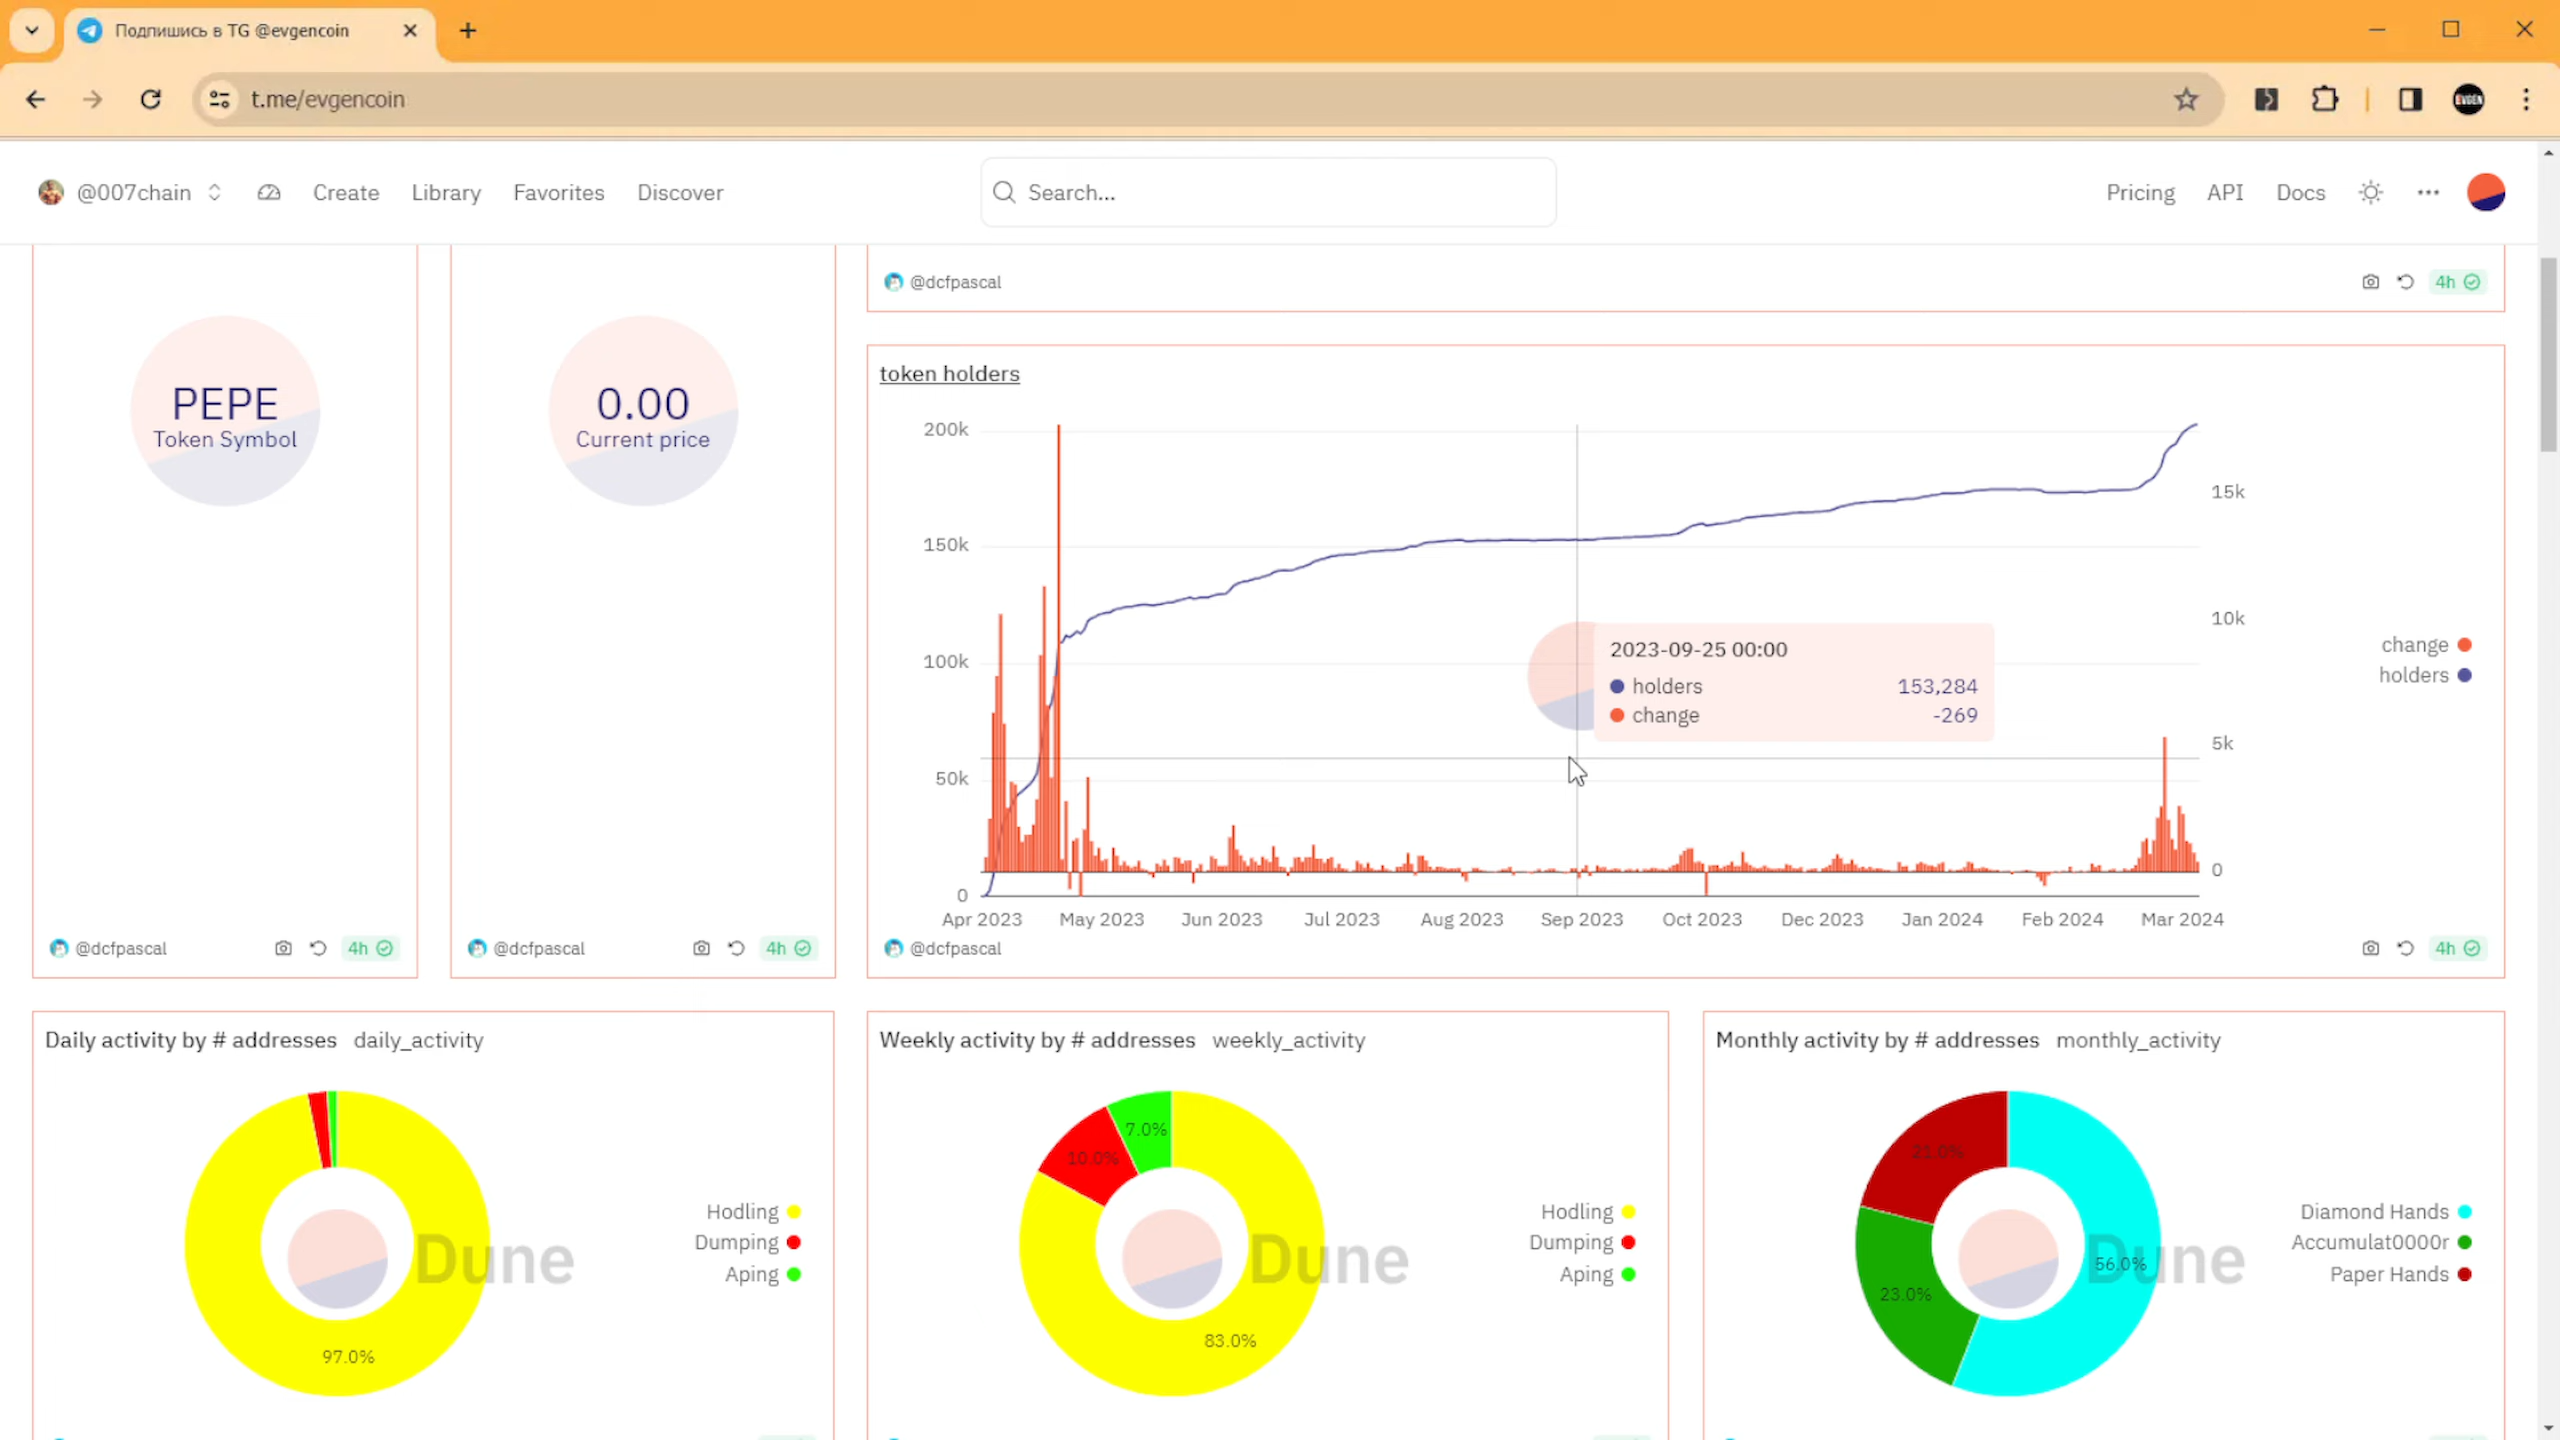 Подпишись в TG @evgencoin
t.me/evgencoin
EVGEN
@007chain Create Library Favorites Discover Search... Pricing API Docs
@dcfpascal 4h
PEPE
Token Symbol
@dcfpascal 4h
0.00
Current price
@dcfpascal 4h
token holders
200k
150k
100k
50k
0
15k
10k
5k
0
2023-09-25 00:00
holders 153,284
change -269
change
holders
Apr 2023 May 2023 Jun 2023 Jul 2023 Aug 2023 Sep 2023 Oct 2023 Dec 2023 Jan 2024 Feb 2024 Mar 2024
@dcfpascal 4h
Daily activity by # addresses daily_activity
97.0%
Dune
Hodling
Dumping
Aping
Weekly activity by # addresses weekly_activity
7.0%
10.0%
83.0%
Dune
Hodling
Dumping
Aping
Monthly activity by # addresses monthly_activity
21.0%
56.0%
23.0%
Dune
Diamond Hands
Accumulat0000r
Paper Hands